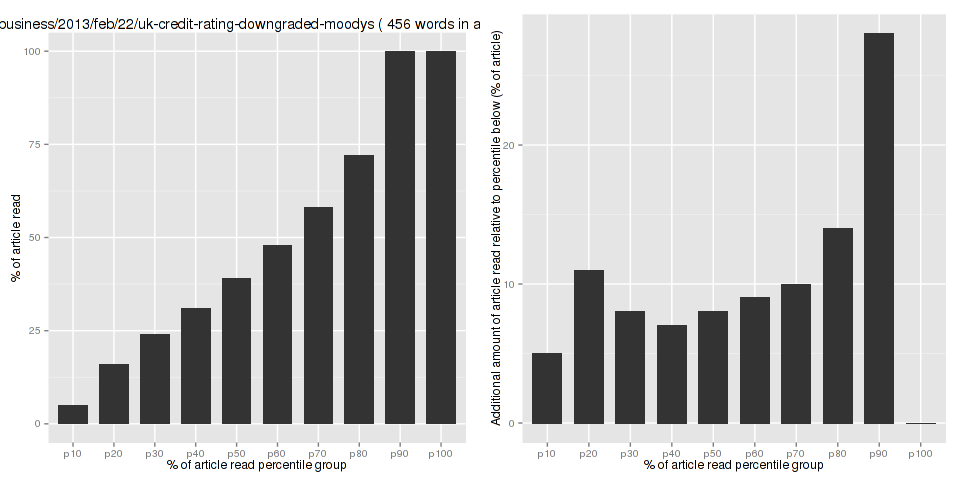 business/2013/feb/22/uk-credit-rating-downgraded-moodys ( 456 words in a
% of article read
100
75
50
25
0
p10 p20 p30 p40 p50 p60 p70 p80 p90 p100
% of article read percentile group
Additional amount of article read relative to percentile below (% of article)
20
10
0
p10 p20 p30 p40 p50 p60 p70 p80 p90 p100
% of article read percentile group